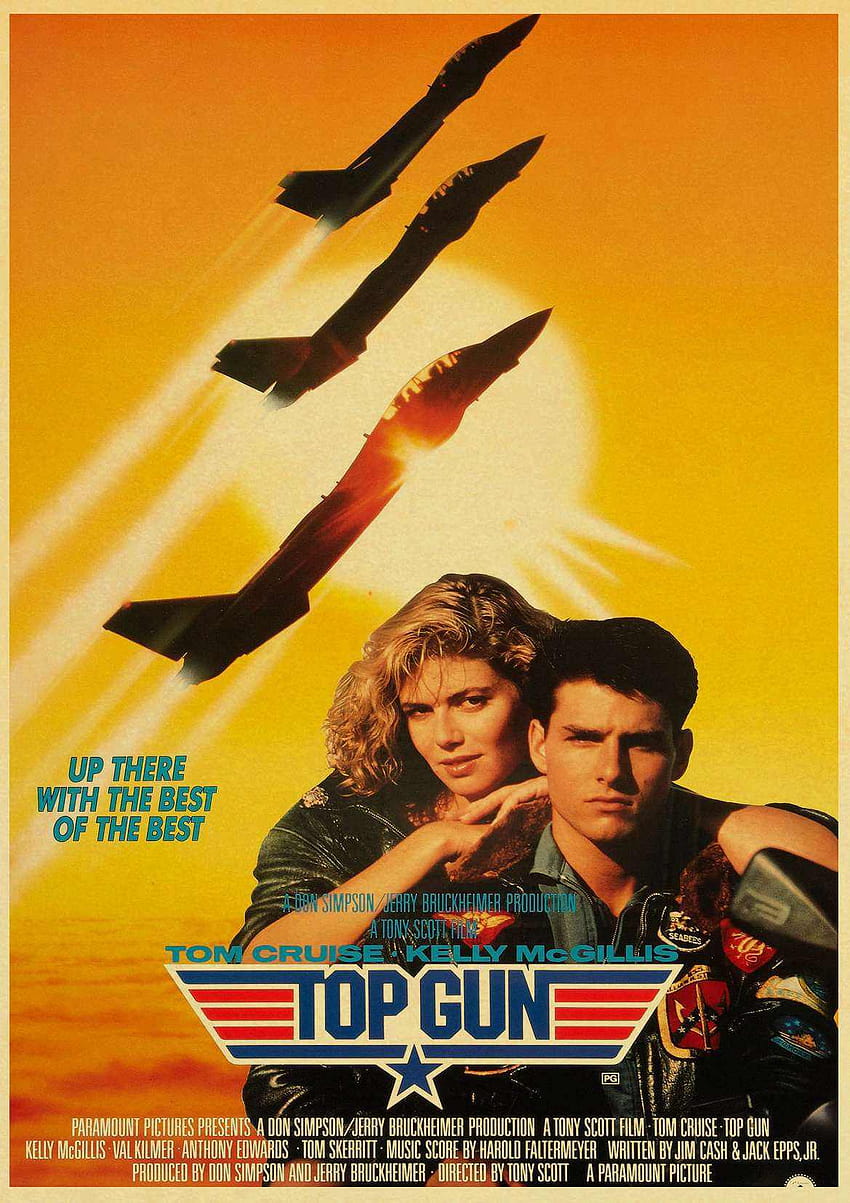 UP THERE
WITH THE BEST
OF THE BEST
A DON SIMPSON/JERRY BRUCKHEIMER PRODUCTION
A TONY SCOTT FILM
TOM CRUISE · KELLY McGILLIS
SEABEES
TOP GUN
PG
PARAMOUNT PICTURES PRESENTS A DON SIMPSON/JERRY BRUCKHEIMER PRODUCTION A TONY SCOTT FILM · TOM CRUISE · TOP GUN
KELLY McGILLIS · VAL KILMER · ANTHONY EDWARDS · TOM SKERRITT · MUSIC SCORE BY HAROLD FALTERMEYER WRITTEN BY JIM CASH & JACK EPPS, JR.
PRODUCED BY DON SIMPSON AND JERRY BRUCKHEIMER · DIRECTED BY TONY SCOTT A PARAMOUNT PICTURE